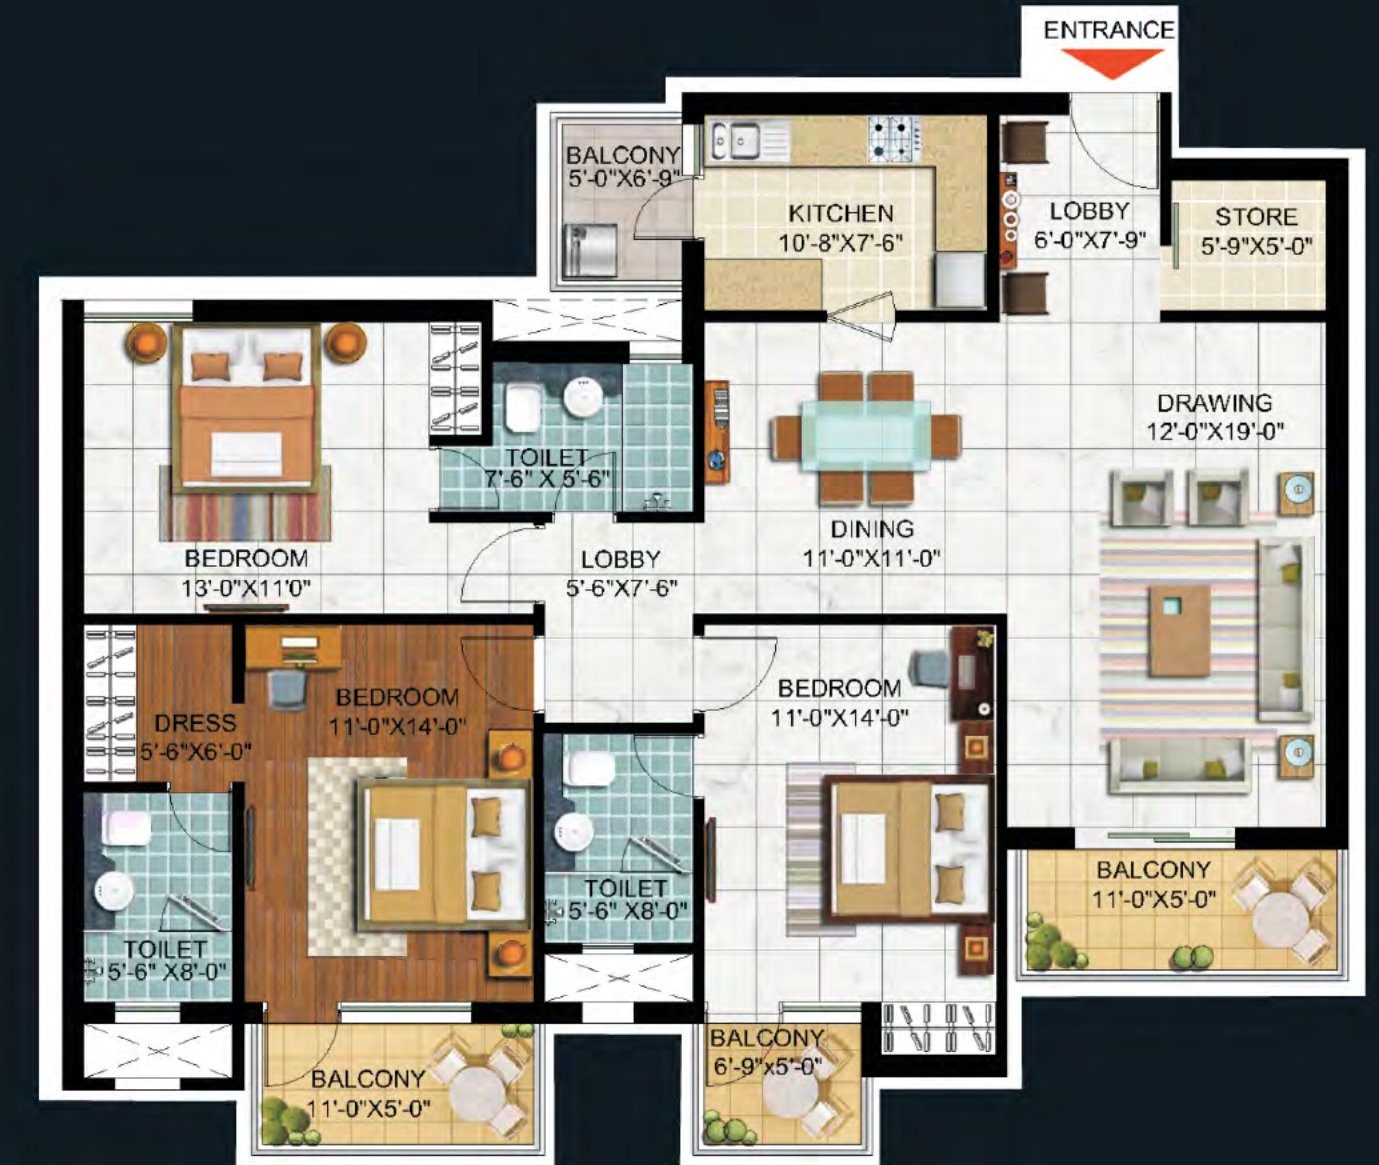 ENTRANCE
BALCONY
5'-0"X6'-9"
KITCHEN
10'-8"X7'-6"
LOBBY
6'-0"X7'-9"
STORE
5'-9"X5'-0"
DRAWING
12'-0"X19'-0"
TOILET
7'-6" X 5'-6"
DINING
11'-0"X11'-0"
BEDROOM
13'-0"X11'0"
LOBBY
5'-6"X7'-6"
BEDROOM
11'-0"X14'-0"
DRESS
5'-6"X6'-0"
BEDROOM
11'-0"X14'-0"
TOILET
5'-6" X8'-0"
BALCONY
11'-0"X5'-0"
TOILET
5'-6" X8'-0"
BALCONY
11'-0"X5'-0"
BALCONY
6'-9"x5'-0"